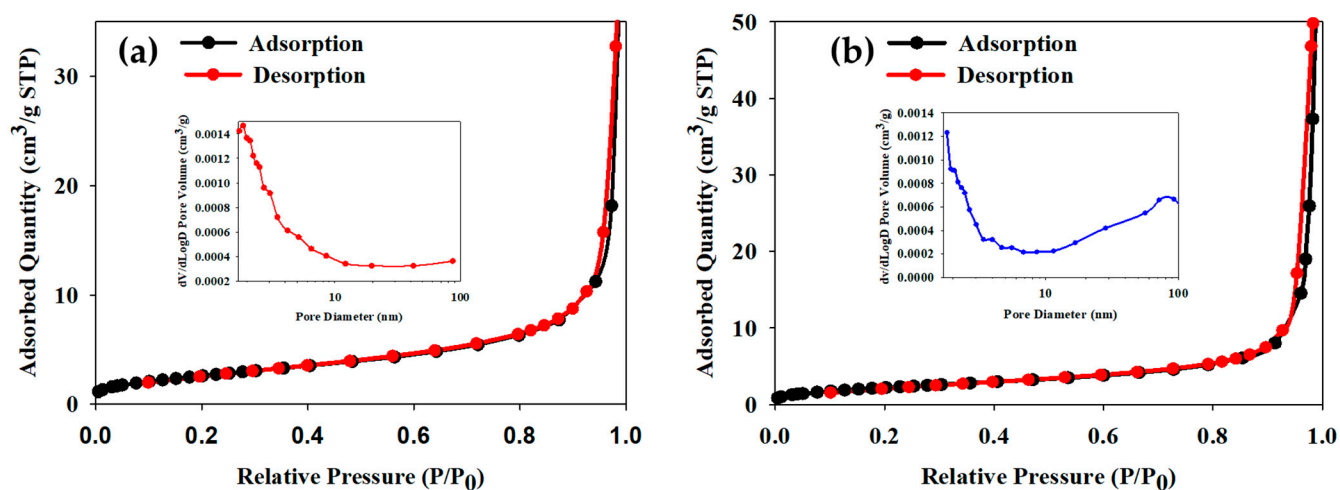 (a)
Adsorption
Desorption
Adsorbed Quantity (cm³/g STP)
30
20
10
0
0.0 0.2 0.4 0.6 0.8 1.0
Relative Pressure (P/P₀)
dV/dLogD Pore Volume (cm³/g)
0.0014
0.0012
0.0010
0.0008
0.0006
0.0004
0.0002
10 100
Pore Diameter (nm)
(b)
Adsorption
Desorption
Adsorbed Quantity (cm³/g STP)
50
40
30
20
10
0
0.0 0.2 0.4 0.6 0.8 1.0
Relative Pressure (P/P₀)
dv/dLogD Pore Volume (cm³/g)
0.0014
0.0012
0.0010
0.0008
0.0006
0.0004
0.0002
0.0000
10 100
Pore Diameter (nm)